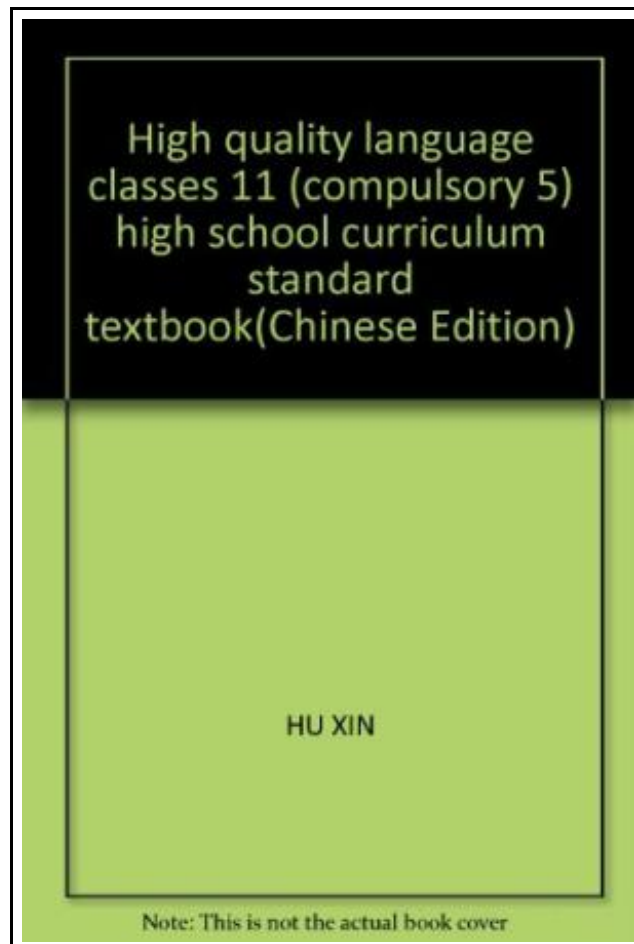 High quality language
classes 11 (compulsory 5)
high school curriculum
standard
textbook(Chinese Edition)
HU XIN
Note: This is not the actual book cover